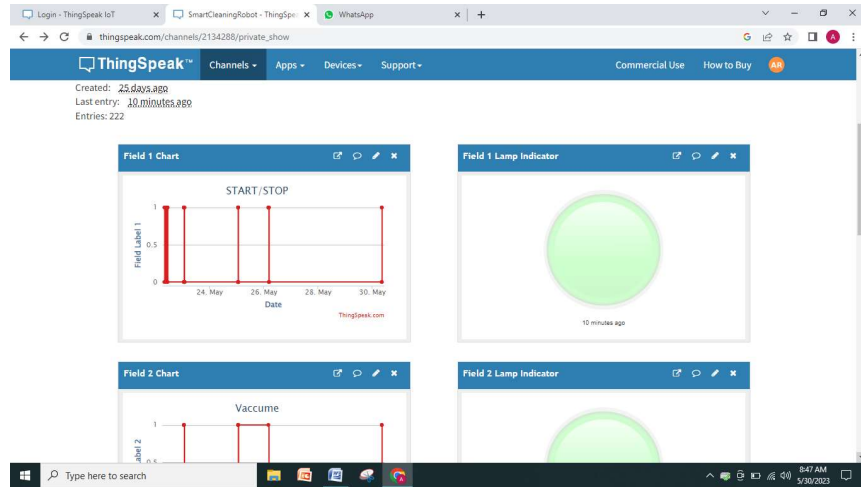 Login - ThingSpeak IoT
SmartCleaningRobot - ThingSpe
WhatsApp
thingspeak.com/channels/2134288/private_show
G
A
ThingSpeak™ Channels Apps Devices Support Commercial Use How to Buy AR
Created: 25 days ago
Last entry: 10 minutes ago
Entries: 222
Field 1 Chart
START/STOP
Field Label 1
1
0.5
0
24. May 26. May 28. May 30. May
Date
ThingSpeak.com
Field 1 Lamp Indicator
10 minutes ago
Field 2 Chart
Vaccume
1
0.5
Field 2 Lamp Indicator
Type here to search
8:47 AM
5/30/2023